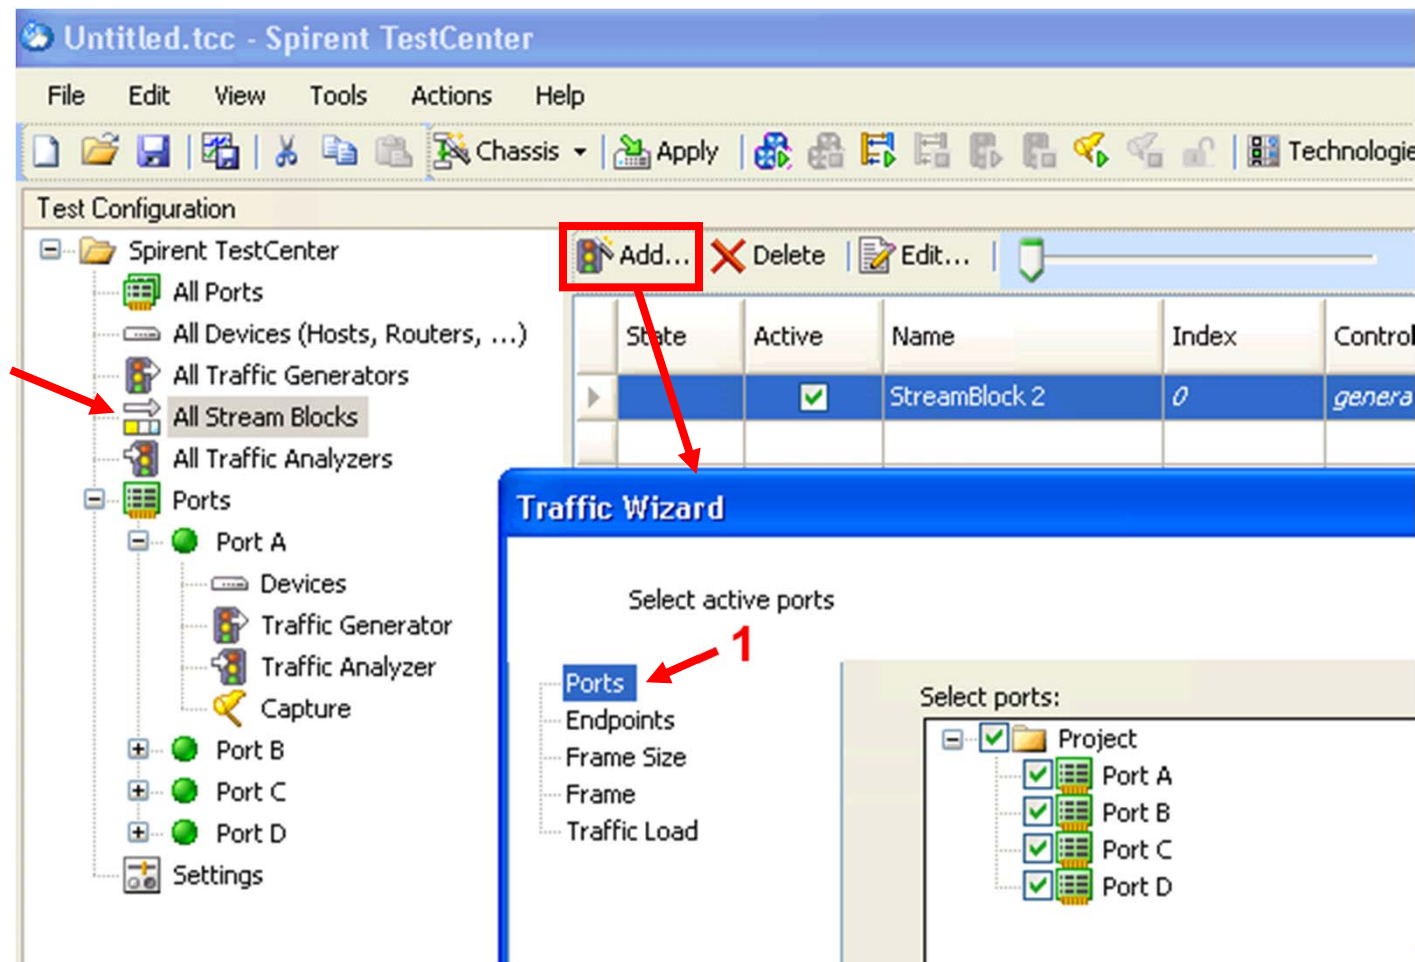 Untitled.tcc - Spirent TestCenter
File Edit View Tools Actions Help
Chassis Apply Technologie
Test Configuration
Spirent TestCenter
All Ports
All Devices (Hosts, Routers, ...)
All Traffic Generators
All Stream Blocks
All Traffic Analyzers
Ports
Port A
Devices
Traffic Generator
Traffic Analyzer
Capture
Port B
Port C
Port D
Settings
Add... Delete Edit...
State Active Name Index Control
StreamBlock 2 0 genera
Traffic Wizard
Select active ports
1
Ports
Endpoints
Frame Size
Frame
Traffic Load
Select ports:
Project
Port A
Port B
Port C
Port D